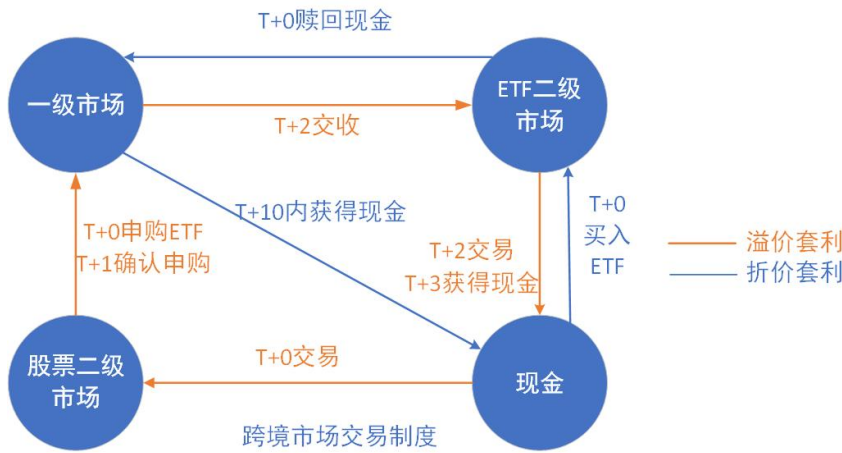 T+0赎回现金
一级市场
ETF二级
市场
T+2交收
T+0申购ETF
T+1确认申购
T+10内获得现金
T+2交易
T+3获得现金
T+0
买入
ETF
溢价套利
折价套利
股票二级
市场
T+0交易
现金
跨境市场交易制度